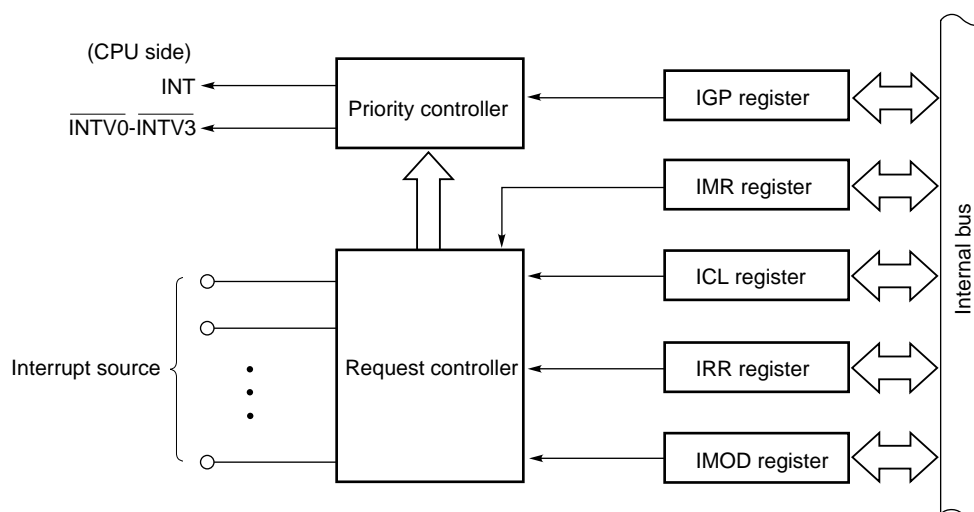 (CPU side)
INT
INTV0-INTV3
Priority controller
IGP register
IMR register
ICL register
IRR register
IMOD register
Request controller
Interrupt source
Internal bus